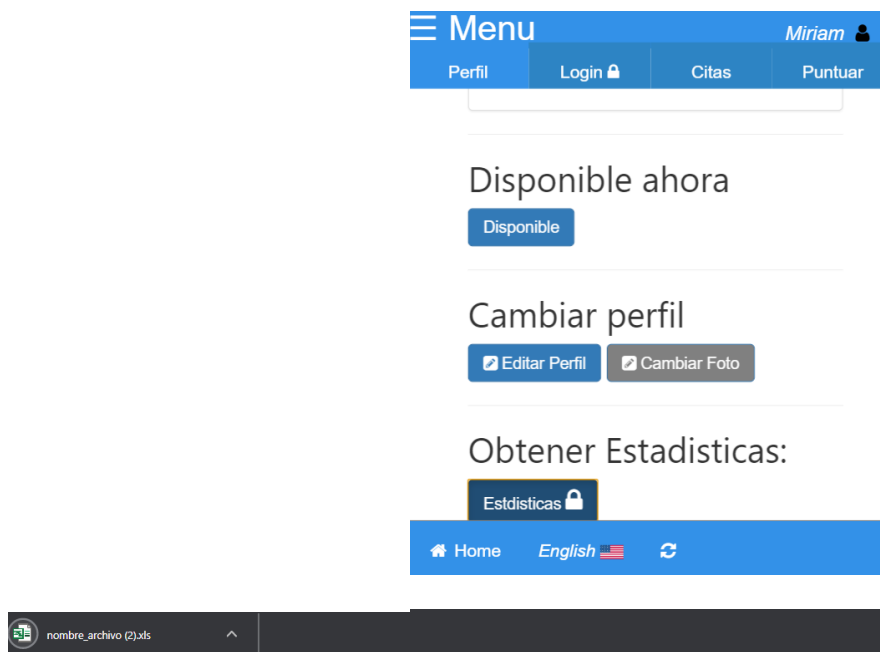 ☰ Menu
Miriam
Perfil Login Citas Puntuar
Disponible ahora
Disponible
Cambiar perfil
Editar Perfil Cambiar Foto
Obtener Estadisticas:
Estdisticas
Home English
nombre_archivo (2).xls